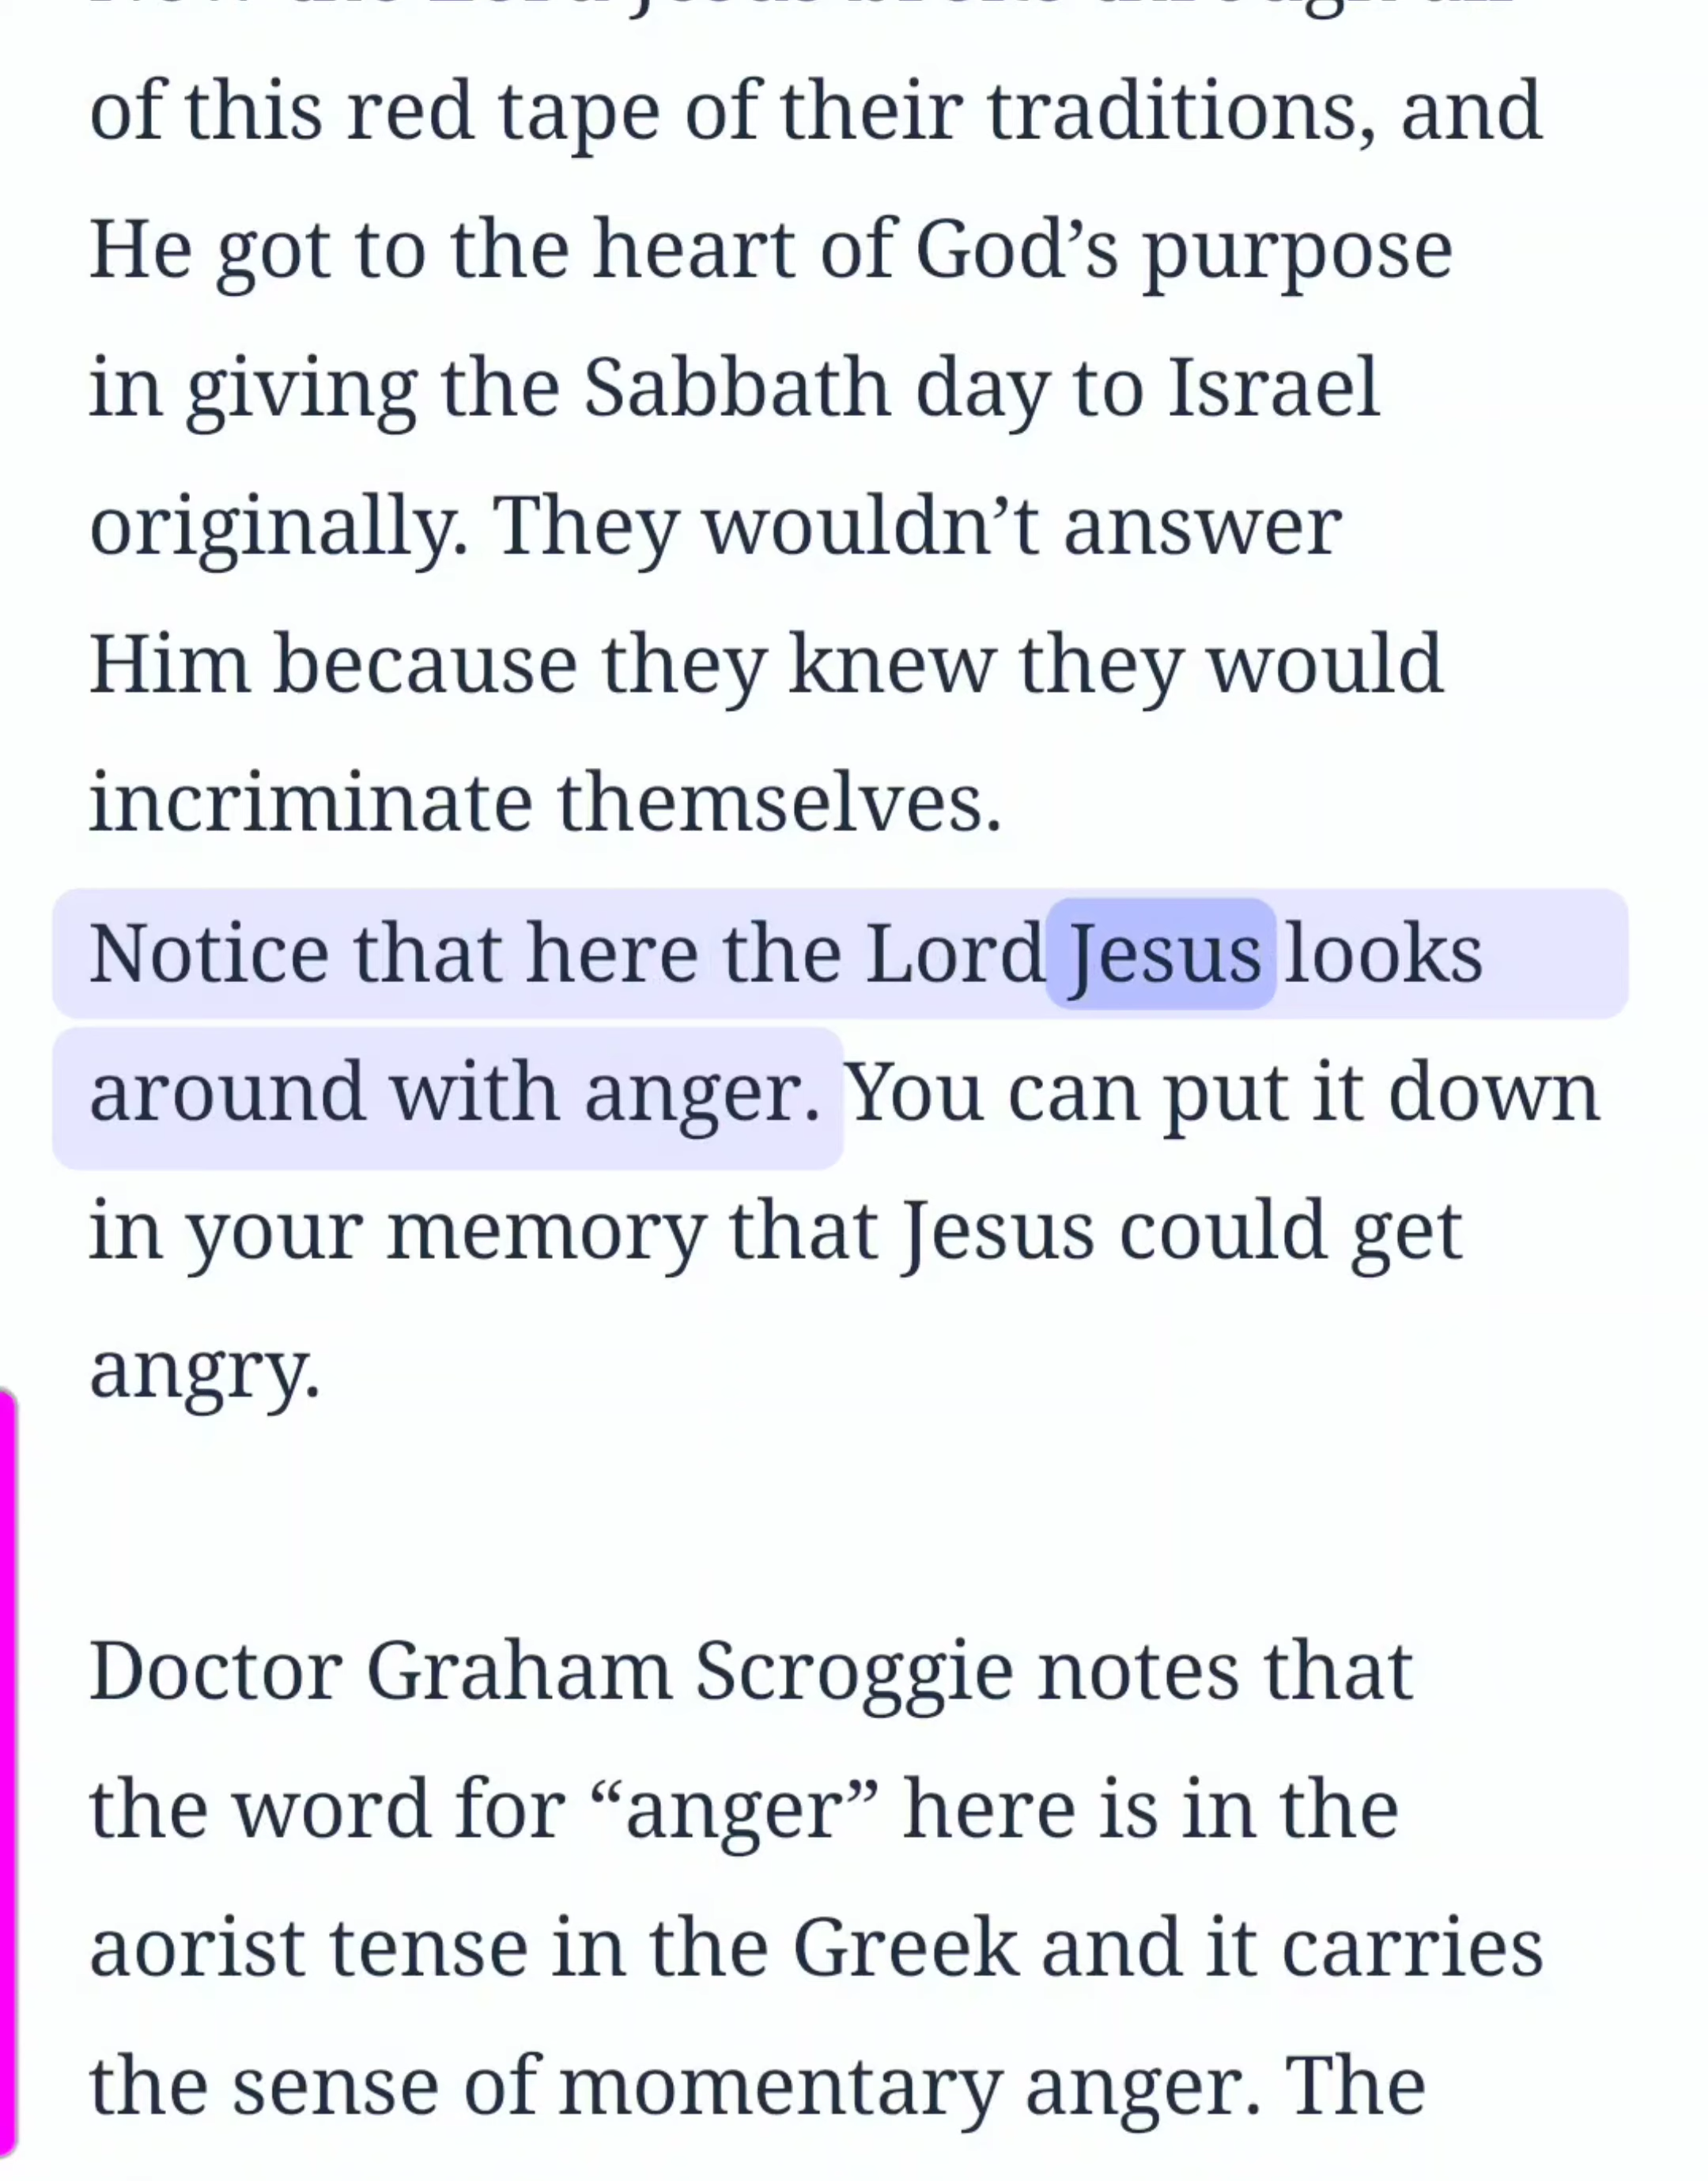 of this red tape of their traditions, and
He got to the heart of God’s purpose
in giving the Sabbath day to Israel
originally. They wouldn’t answer
Him because they knew they would
incriminate themselves.
Notice that here the Lord Jesus looks
around with anger. You can put it down
in your memory that Jesus could get
angry.
Doctor Graham Scroggie notes that
the word for “anger” here is in the
aorist tense in the Greek and it carries
the sense of momentary anger. The